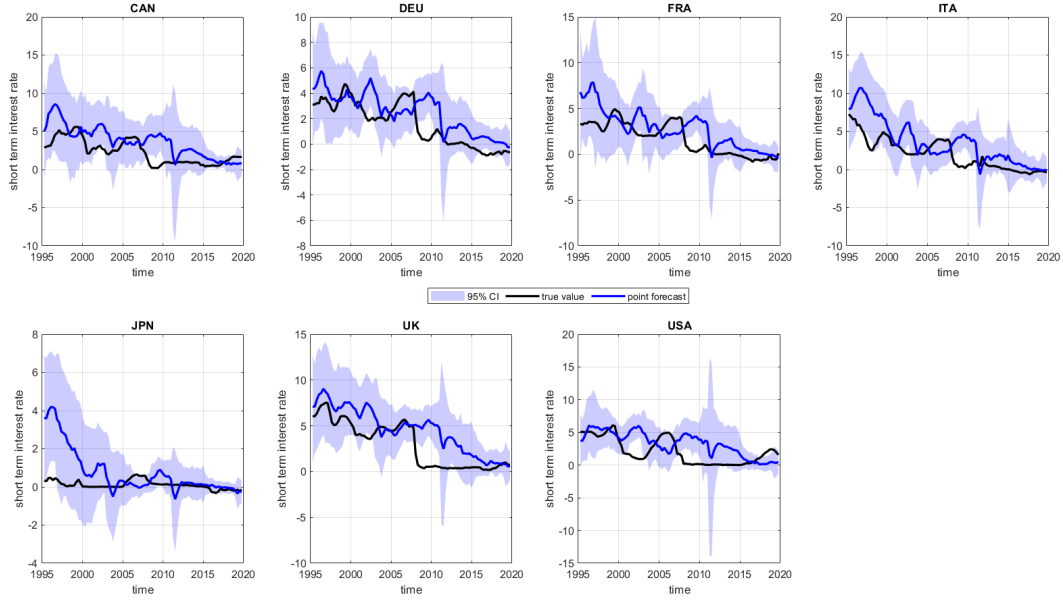 CAN
DEU
FRA
ITA
short term interest rate
20
15
10
5
0
-5
-10
1995 2000 2005 2010 2015 2020
time
short term interest rate
10
8
6
4
2
0
-2
-4
-6
-8
1995 2000 2005 2010 2015 2020
time
short term interest rate
15
10
5
0
-5
-10
1995 2000 2005 2010 2015 2020
time
short term interest rate
20
15
10
5
0
-5
-10
1995 2000 2005 2010 2015 2020
time
95% CI true value point forecast
JPN
UK
USA
short term interest rate
8
6
4
2
0
-2
-4
1995 2000 2005 2010 2015 2020
time
short term interest rate
15
10
5
0
-5
-10
1995 2000 2005 2010 2015 2020
time
short term interest rate
20
15
10
5
0
-5
-10
-15
1995 2000 2005 2010 2015 2020
time